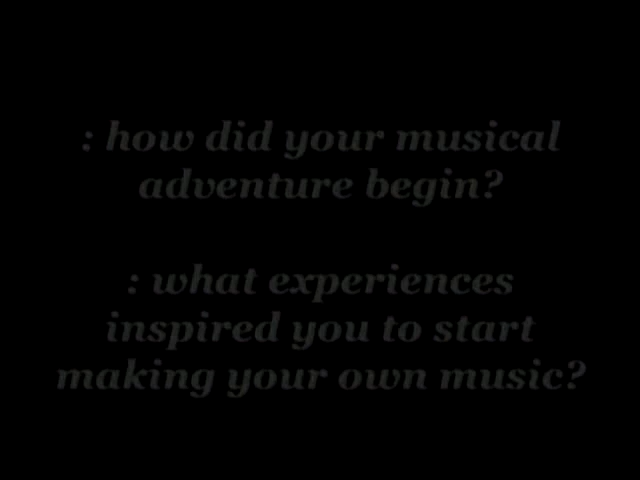 : how did your musical
adventure begin?
: what experiences
inspired you to start
making your own music?